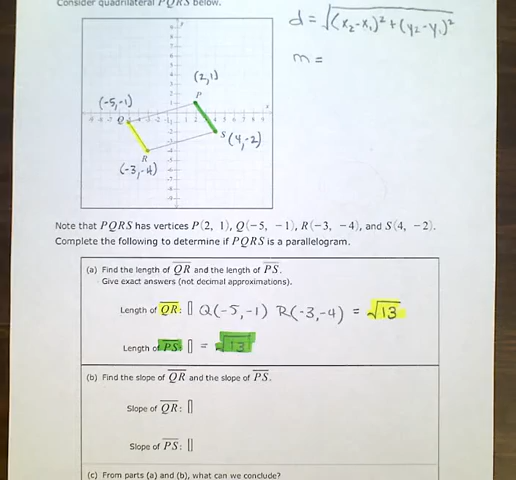 Consider quadrilateral PQRS below.
d = √(x₂-x₁)² + (y₂-y₁)²
m =
(2,1)
P
(-5,-1)
Q
S (4,-2)
R
(-3,-4)
Note that PQRS has vertices P(2, 1), Q(-5, -1), R(-3, -4), and S(4, -2).
Complete the following to determine if PQRS is a parallelogram.
(a) Find the length of QR and the length of PS.
Give exact answers (not decimal approximations).
Length of QR: [] Q(-5,-1) R(-3,-4) = √13
Length of PS: [] = √13
(b) Find the slope of QR and the slope of PS.
Slope of QR: []
Slope of PS: []
(c) From parts (a) and (b), what can we conclude?